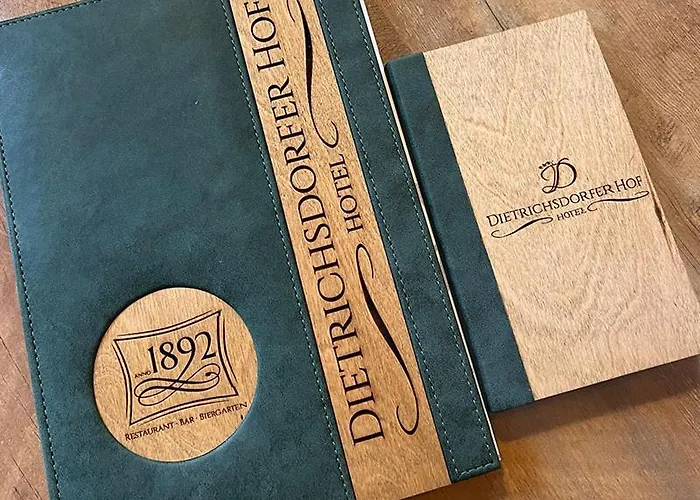 DIETRICHSDORFER HOF
HOTEL
ANNO 1892
RESTAURANT · BAR · BIERGARTEN
D
DIETRICHSDORFER HOF
HOTEL